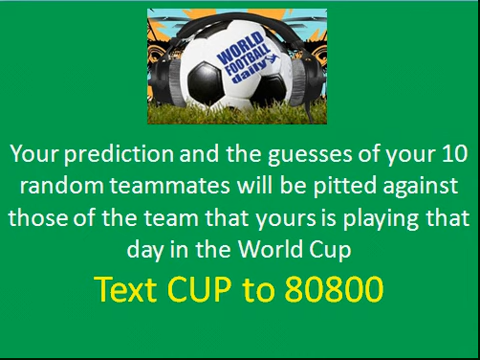 WORLD
FOOTBALL
daily
Your prediction and the guesses of your 10
random teammates will be pitted against
those of the team that yours is playing that
day in the World Cup
Text CUP to 80800